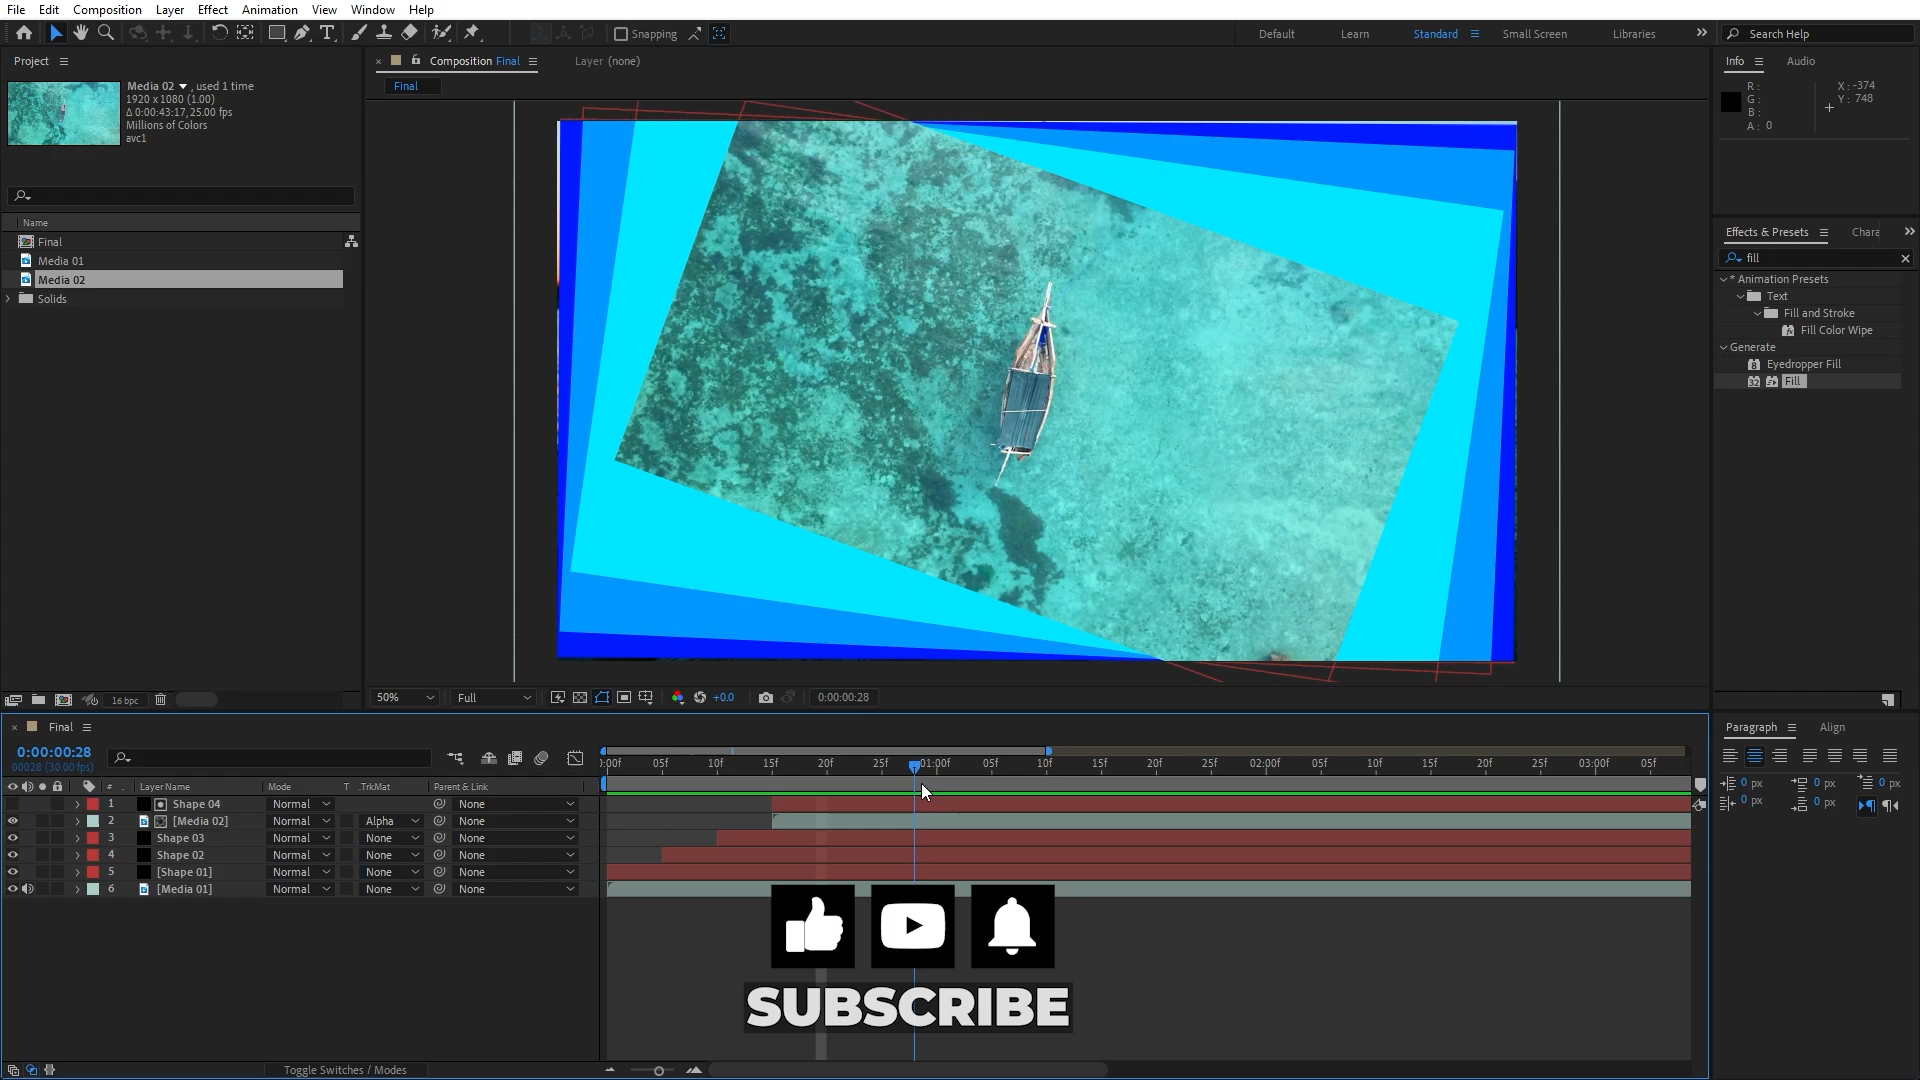 File Edit Composition Layer Effect Animation View Window Help
Snapping
Default Learn Standard Small Screen Libraries
Search Help
Project
Media 02 , used 1 time
1920 x 1080 (1.00)
Δ 0:00:43:17, 25.00 fps
Millions of Colors
avc1
Name
Final
Media 01
Media 02
Solids
16 bpc
Composition Final
Layer (none)
Final
50%
Full
+0.0
0:00:00:28
Info
Audio
R :
G :
B :
A : 0
X : -374
Y : 748
Effects & Presets
Chara
fill
* Animation Presets
Text
Fill and Stroke
Fill Color Wipe
Generate
Eyedropper Fill
Fill
Final
0:00:00:28
00028 (30.00 fps)
:00f 05f 10f 15f 20f 25f 01:00f 05f 10f 15f 20f 25f 02:00f 05f 10f 15f 20f 25f 03:00f 05f
# Layer Name Mode T .TrkMat Parent & Link
1 Shape 04 Normal None
2 [Media 02] Normal Alpha None
3 Shape 03 Normal None None
4 Shape 02 Normal None None
5 [Shape 01] Normal None None
6 [Media 01] Normal None None
SUBSCRIBE
Toggle Switches / Modes
Paragraph
Align
0 px 0 px 0 px
0 px 0 px